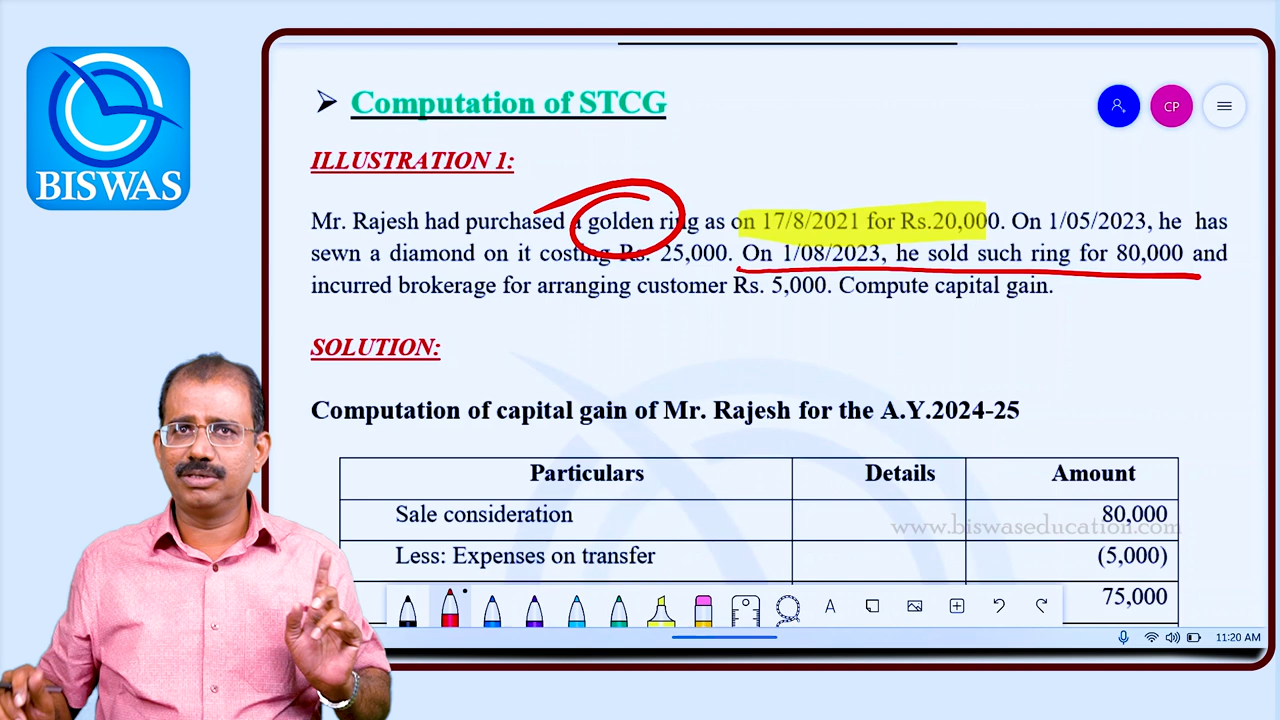 BISWAS
➢ Computation of STCG
CP
ILLUSTRATION 1:
Mr. Rajesh had purchased a golden ring as on 17/8/2021 for Rs.20,000. On 1/05/2023, he has
sewn a diamond on it costing Rs. 25,000. On 1/08/2023, he sold such ring for 80,000 and
incurred brokerage for arranging customer Rs. 5,000. Compute capital gain.
SOLUTION:
Computation of capital gain of Mr. Rajesh for the A.Y.2024-25
Particulars Details Amount
Sale consideration 80,000
www.biswaseducation.com
Less: Expenses on transfer (5,000)
75,000
A
11:20 AM